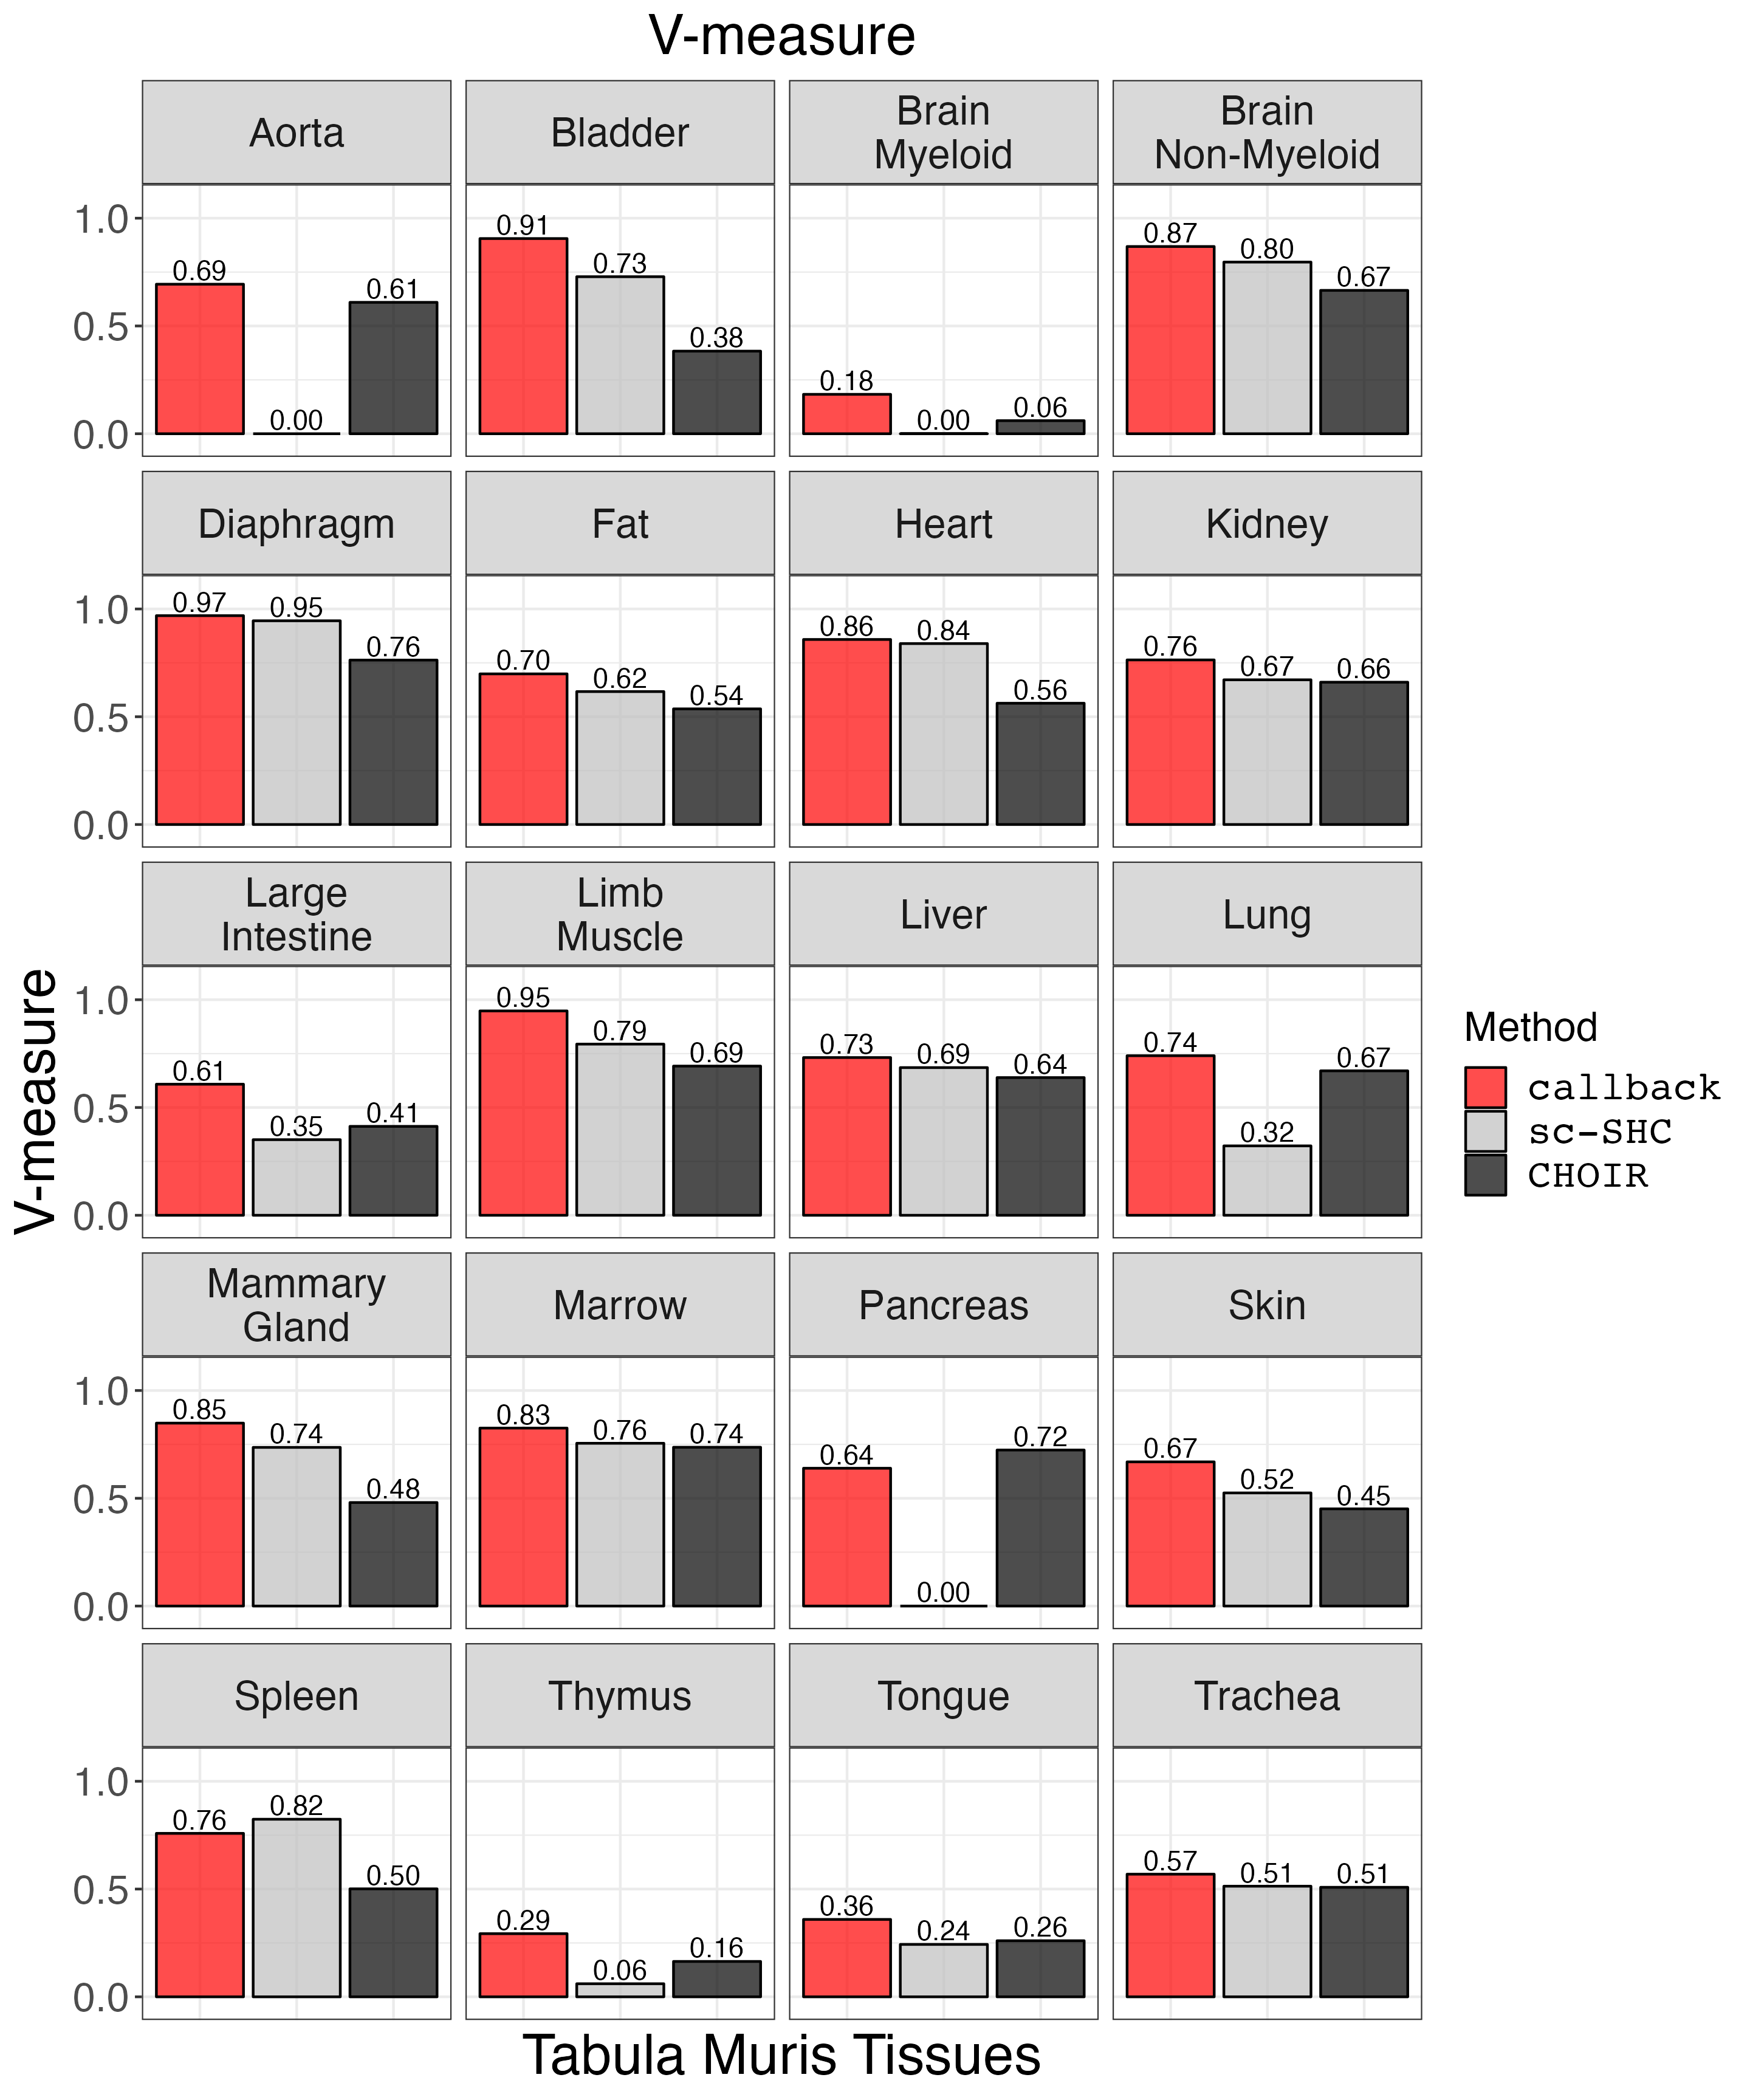 V-measure
Aorta
Bladder
Brain
Myeloid
Brain
Non-Myeloid
1.0
0.5
0.0
0.69
0.00
0.61
0.91
0.73
0.38
0.18
0.00
0.06
0.87
0.80
0.67
Diaphragm
Fat
Heart
Kidney
1.0
0.5
0.0
0.97
0.95
0.76
0.70
0.62
0.54
0.86
0.84
0.56
0.76
0.67
0.66
Large
Intestine
Limb
Muscle
Liver
Lung
1.0
0.5
0.0
0.61
0.35
0.41
0.95
0.79
0.69
0.73
0.69
0.64
0.74
0.32
0.67
Mammary
Gland
Marrow
Pancreas
Skin
1.0
0.5
0.0
0.85
0.74
0.48
0.83
0.76
0.74
0.64
0.00
0.72
0.67
0.52
0.45
Spleen
Thymus
Tongue
Trachea
1.0
0.5
0.0
0.76
0.82
0.50
0.29
0.06
0.16
0.36
0.24
0.26
0.57
0.51
0.51
V-measure
Tabula Muris Tissues
Method
callback
sc-SHC
CHOIR